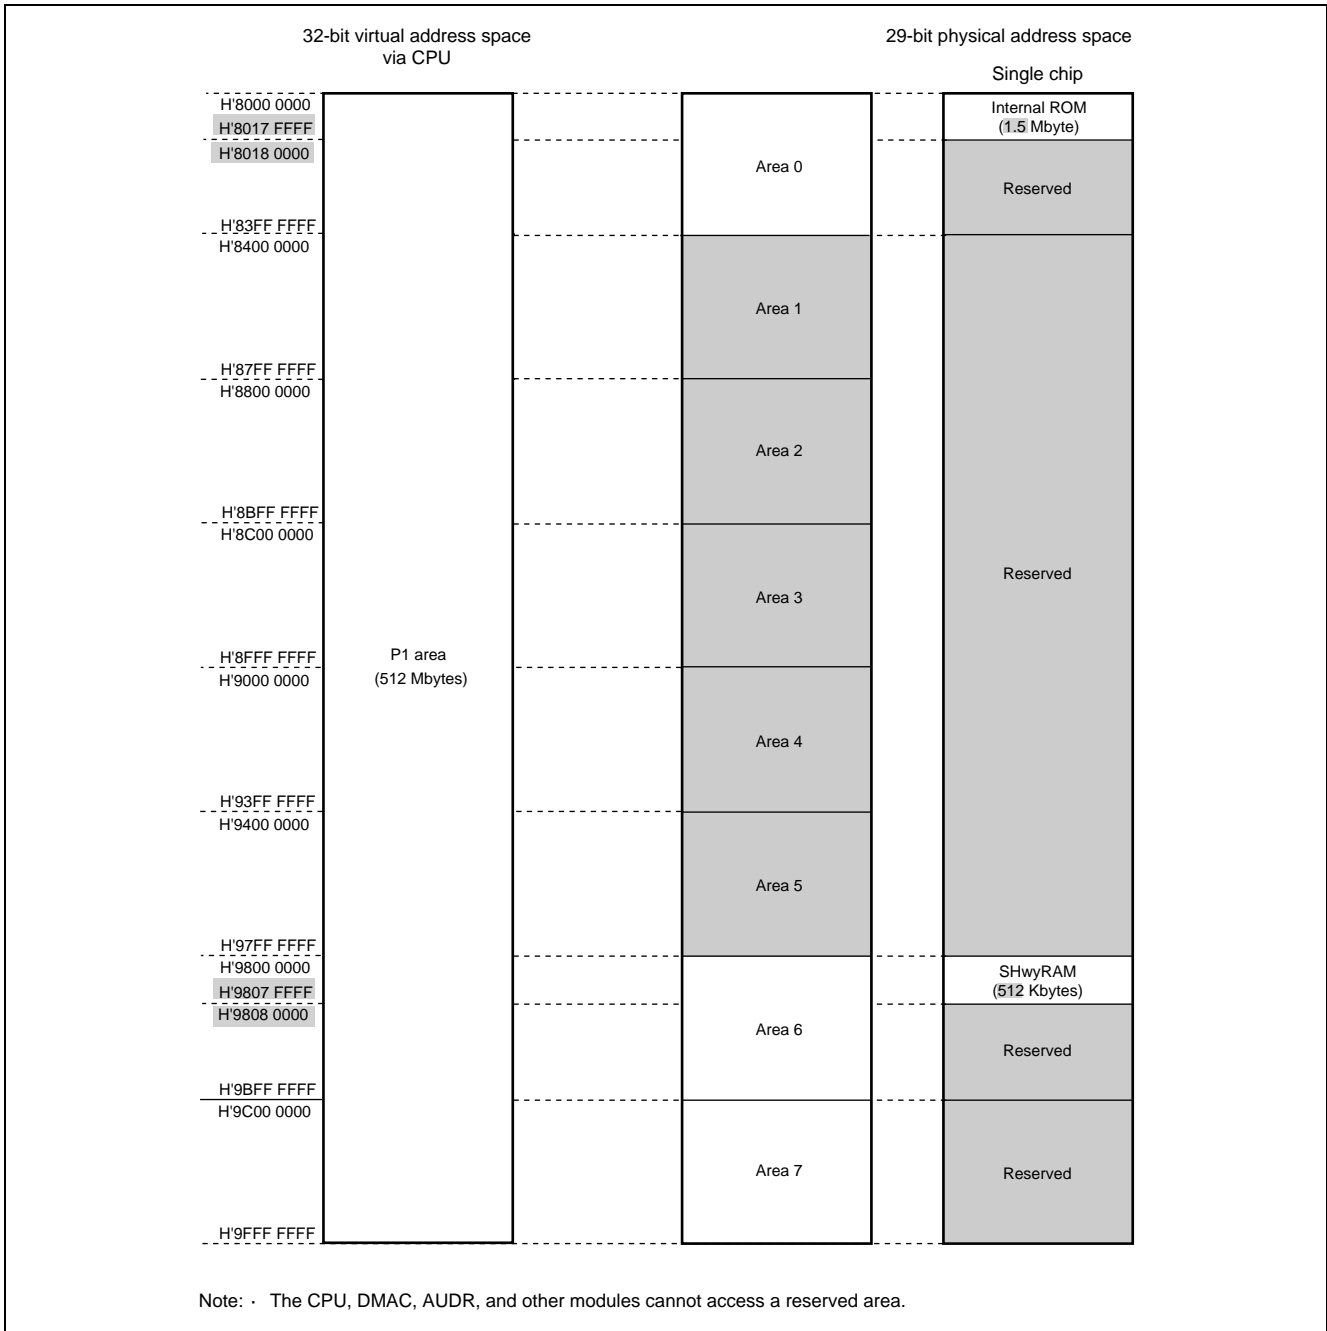 32-bit virtual address space
via CPU
29-bit physical address space
Single chip
H'8000 0000
H'8017 FFFF
H'8018 0000
H'83FF FFFF
H'8400 0000
H'87FF FFFF
H'8800 0000
H'8BFF FFFF
H'8C00 0000
H'8FFF FFFF
H'9000 0000
H'93FF FFFF
H'9400 0000
H'97FF FFFF
H'9800 0000
H'9807 FFFF
H'9808 0000
H'9BFF FFFF
H'9C00 0000
H'9FFF FFFF
P1 area
(512 Mbytes)
Area 0
Area 1
Area 2
Area 3
Area 4
Area 5
Area 6
Area 7
Internal ROM
(1.5 Mbyte)
Reserved
Reserved
SHwyRAM
(512 Kbytes)
Reserved
Reserved
Note: · The CPU, DMAC, AUDR, and other modules cannot access a reserved area.